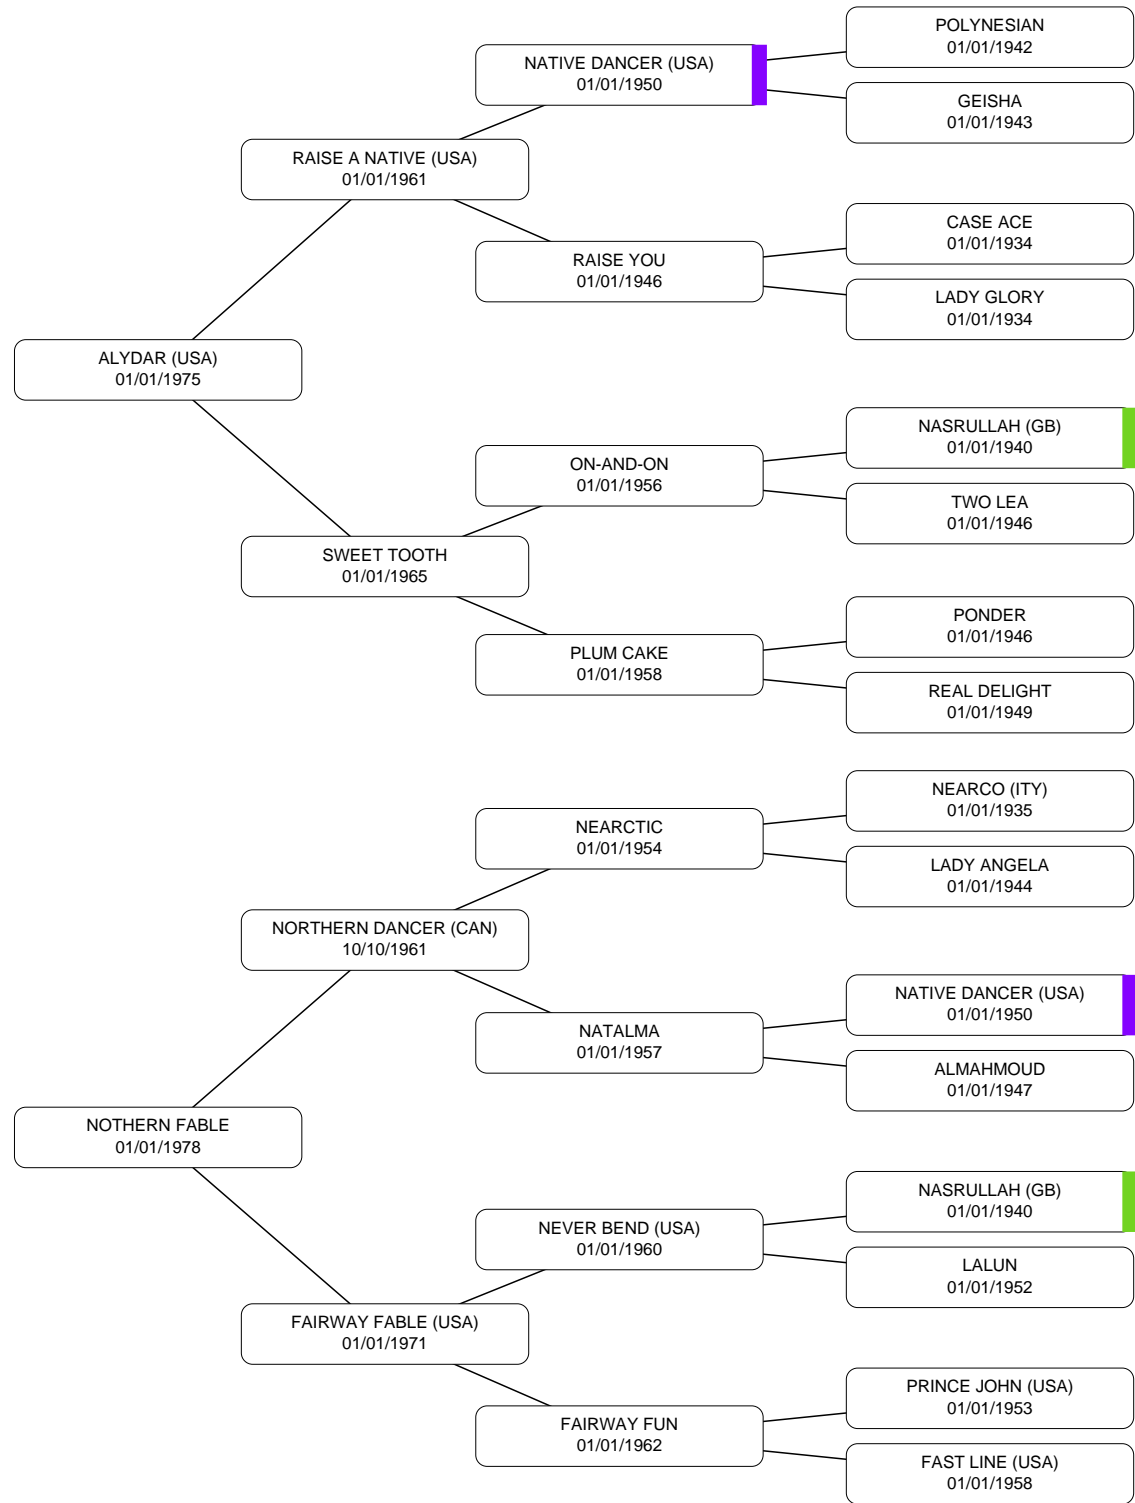 POLYNESIAN
01/01/1942
NATIVE DANCER (USA)
01/01/1950
GEISHA
01/01/1943
RAISE A NATIVE (USA)
01/01/1961
CASE ACE
01/01/1934
RAISE YOU
01/01/1946
LADY GLORY
01/01/1934
ALYDAR (USA)
01/01/1975
NASRULLAH (GB)
01/01/1940
ON-AND-ON
01/01/1956
TWO LEA
01/01/1946
SWEET TOOTH
01/01/1965
PONDER
01/01/1946
PLUM CAKE
01/01/1958
REAL DELIGHT
01/01/1949
NEARCO (ITY)
01/01/1935
NEARCTIC
01/01/1954
LADY ANGELA
01/01/1944
NORTHERN DANCER (CAN)
10/10/1961
NATIVE DANCER (USA)
01/01/1950
NATALMA
01/01/1957
ALMAHMOUD
01/01/1947
NOTHERN FABLE
01/01/1978
NASRULLAH (GB)
01/01/1940
NEVER BEND (USA)
01/01/1960
LALUN
01/01/1952
FAIRWAY FABLE (USA)
01/01/1971
PRINCE JOHN (USA)
01/01/1953
FAIRWAY FUN
01/01/1962
FAST LINE (USA)
01/01/1958